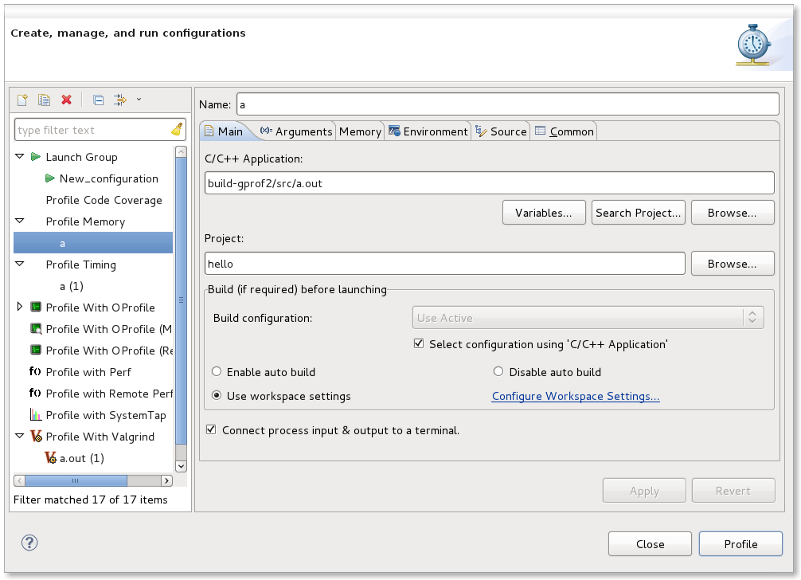 Create, manage, and run configurations
type filter text
Launch Group
New_configuration
Profile Code Coverage
Profile Memory
a
Profile Timing
a (1)
Profile With OProfile
Profile With OProfile (M
Profile With OProfile (Re
Profile with Perf
Profile with Remote Perf
Profile with SystemTap
Profile With Valgrind
a.out (1)
Filter matched 17 of 17 items
Name: a
Main (x)= Arguments Memory Environment Source Common
C/C++ Application:
build-gprof2/src/a.out
Variables... Search Project... Browse...
Project:
hello Browse...
Build (if required) before launching
Build configuration: Use Active
Select configuration using 'C/C++ Application'
Enable auto build Disable auto build
Use workspace settings Configure Workspace Settings...
Connect process input & output to a terminal.
Apply Revert
? Close Profile